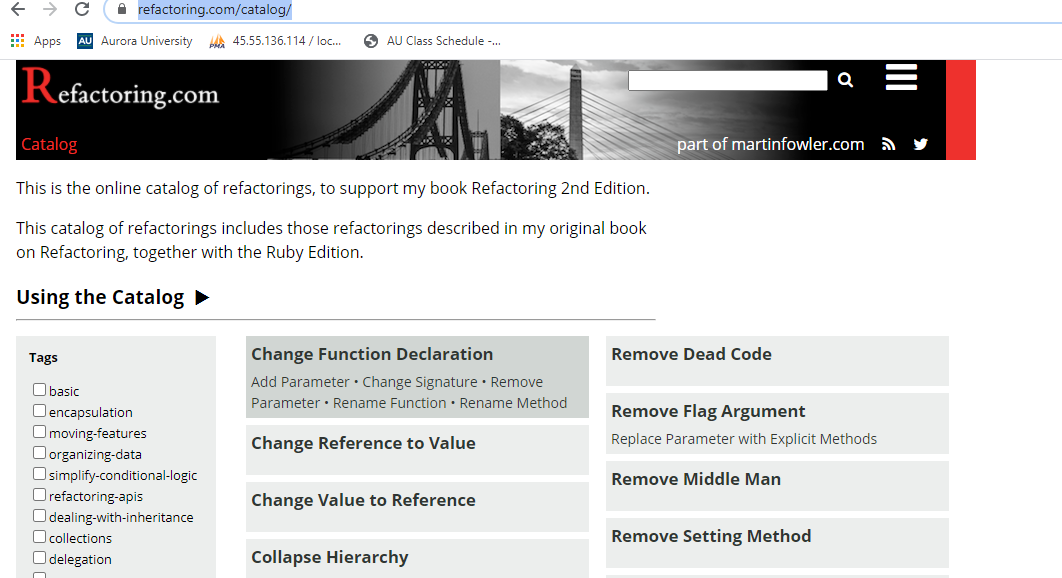 refactoring.com/catalog/
Apps
AU Aurora University
PMA 45.55.136.114 / loc...
AU Class Schedule -...
Refactoring.com
Catalog
part of martinfowler.com
This is the online catalog of refactorings, to support my book Refactoring 2nd Edition.
This catalog of refactorings includes those refactorings described in my original book
on Refactoring, together with the Ruby Edition.
Using the Catalog ►
Tags
basic
encapsulation
moving-features
organizing-data
simplify-conditional-logic
refactoring-apis
dealing-with-inheritance
collections
delegation
Change Function Declaration
Add Parameter • Change Signature • Remove
Parameter • Rename Function • Rename Method
Change Reference to Value
Change Value to Reference
Collapse Hierarchy
Remove Dead Code
Remove Flag Argument
Replace Parameter with Explicit Methods
Remove Middle Man
Remove Setting Method